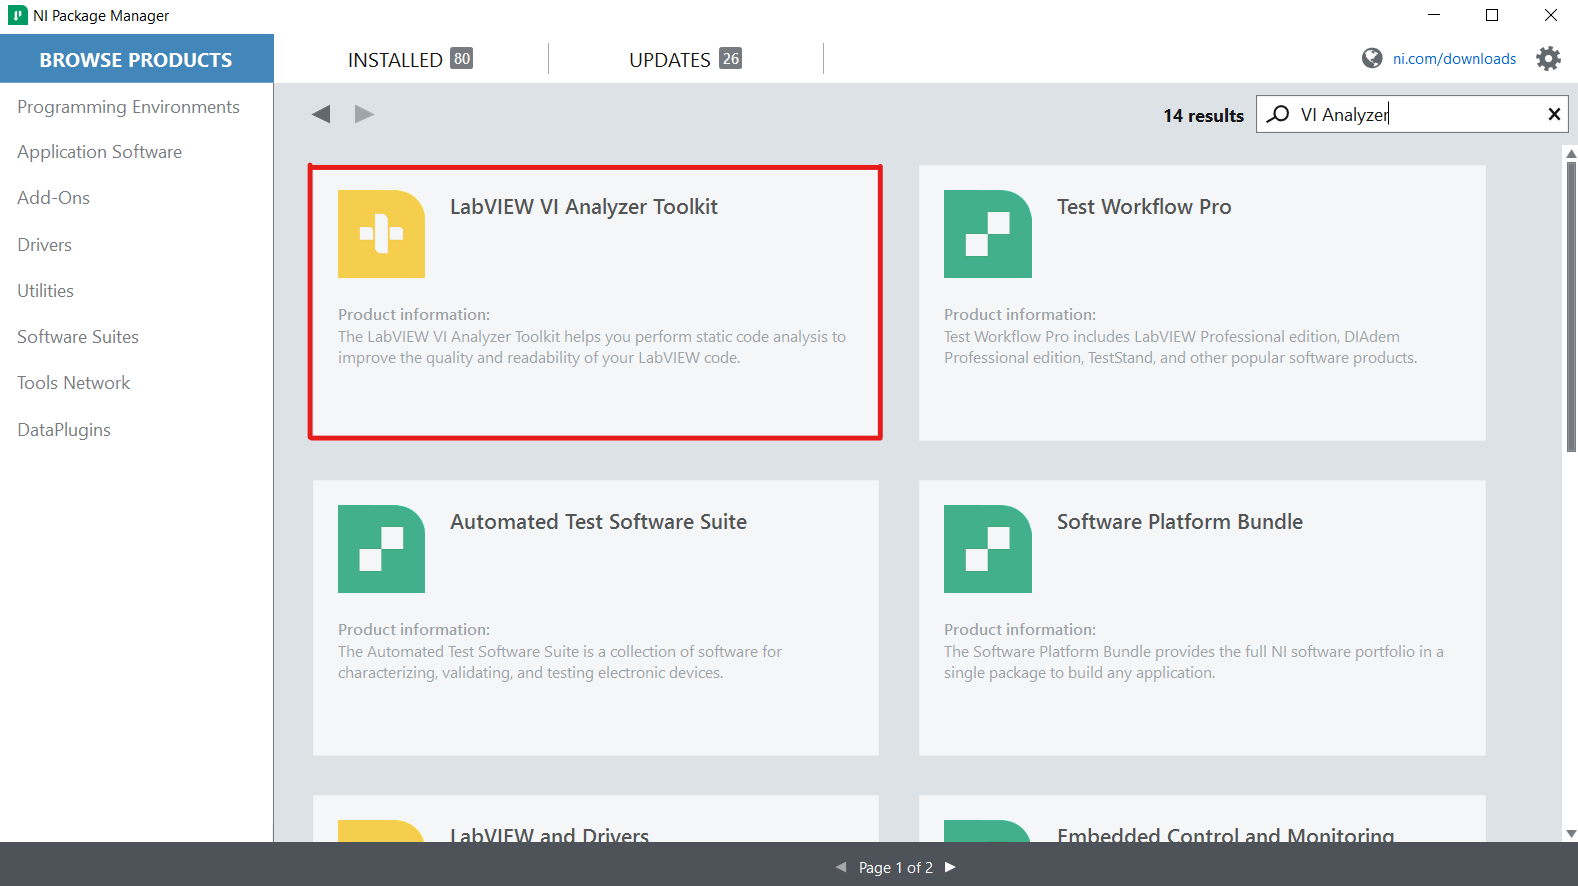 NI Package Manager
BROWSE PRODUCTS
INSTALLED 80
UPDATES 26
ni.com/downloads
Programming Environments
Application Software
Add-Ons
Drivers
Utilities
Software Suites
Tools Network
DataPlugins
14 results
VI Analyzer
LabVIEW VI Analyzer Toolkit
Product information:
The LabVIEW VI Analyzer Toolkit helps you perform static code analysis to
improve the quality and readability of your LabVIEW code.
Test Workflow Pro
Product information:
Test Workflow Pro includes LabVIEW Professional edition, DIAdem
Professional edition, TestStand, and other popular software products.
Automated Test Software Suite
Product information:
The Automated Test Software Suite is a collection of software for
characterizing, validating, and testing electronic devices.
Software Platform Bundle
Product information:
The Software Platform Bundle provides the full NI software portfolio in a
single package to build any application.
LabVIEW and Drivers
Embedded Control and Monitoring
Page 1 of 2